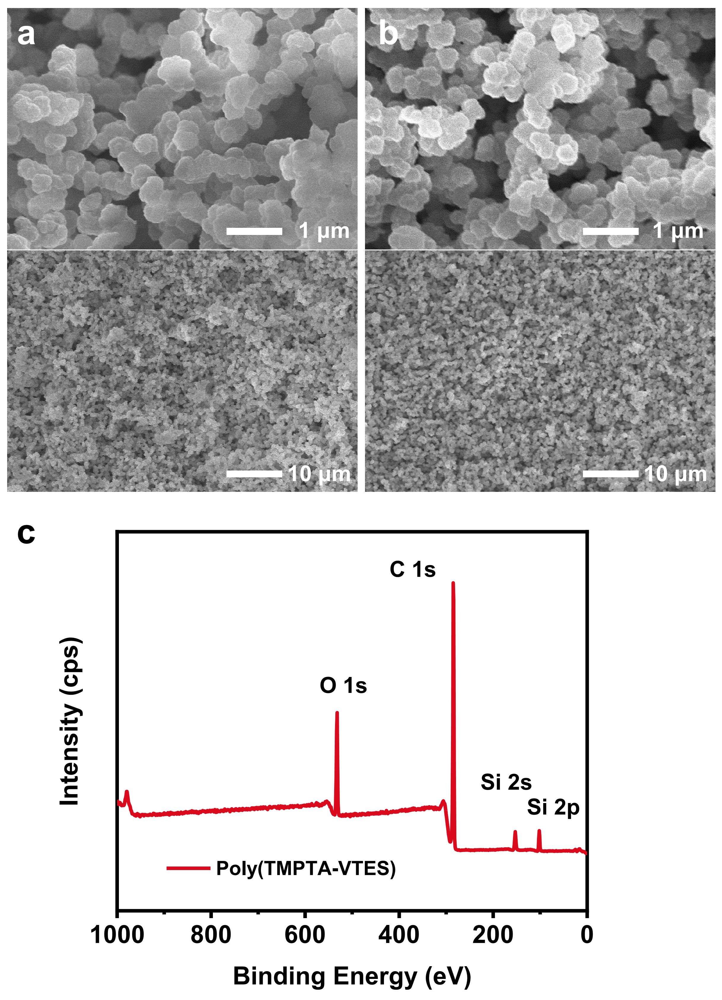 a
b
1 µm
1 µm
10 µm
10 µm
c
C 1s
O 1s
Si 2s
Si 2p
Intensity (cps)
Poly(TMPTA-VTES)
1000 800 600 400 200 0
Binding Energy (eV)